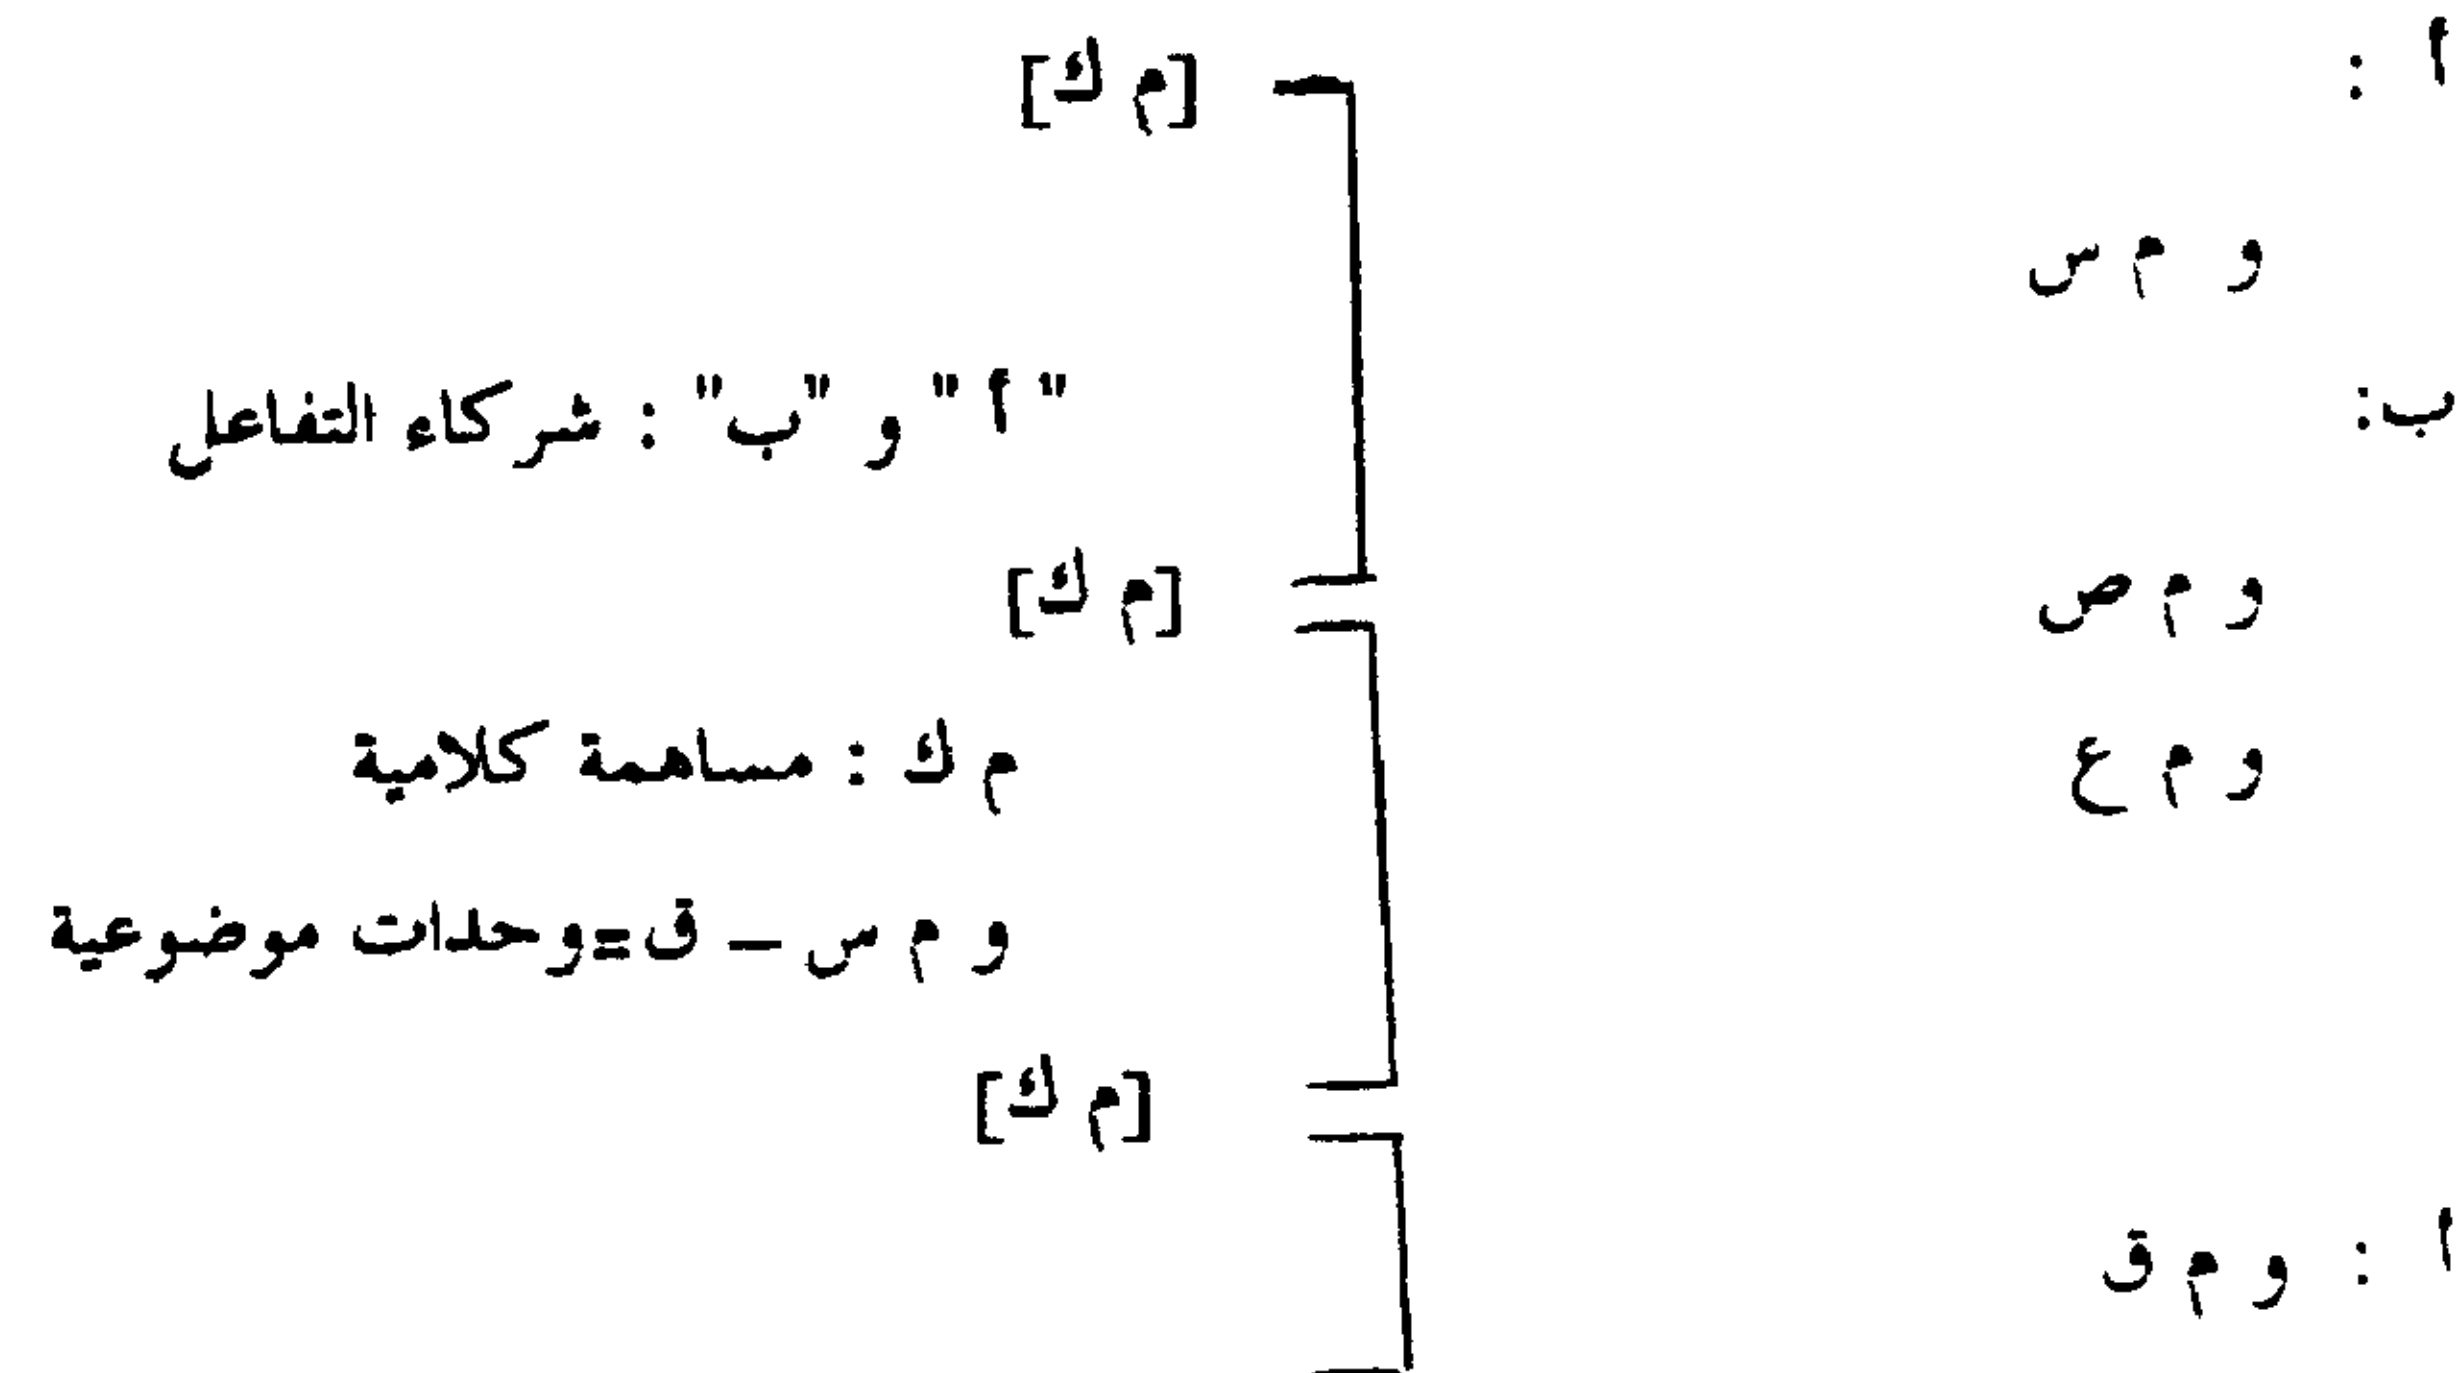 أ : [م ك]
و م س
ب: "أ" و "ب" : شركاء التفاعل
و م ص [م ك]
و م ع م ك : مساهمة كلامية
و م س – ق=وحدات موضوعية
[م ك]
أ : و م ق